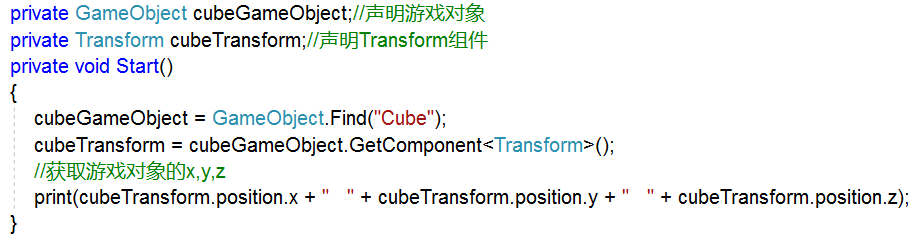 private GameObject cubeGameObject;//声明游戏对象
private Transform cubeTransform;//声明Transform组件
private void Start()
{
    cubeGameObject = GameObject.Find("Cube");
    cubeTransform = cubeGameObject.GetComponent<Transform>();
    //获取游戏对象的x,y,z
    print(cubeTransform.position.x + "   " + cubeTransform.position.y + "   " + cubeTransform.position.z);
}